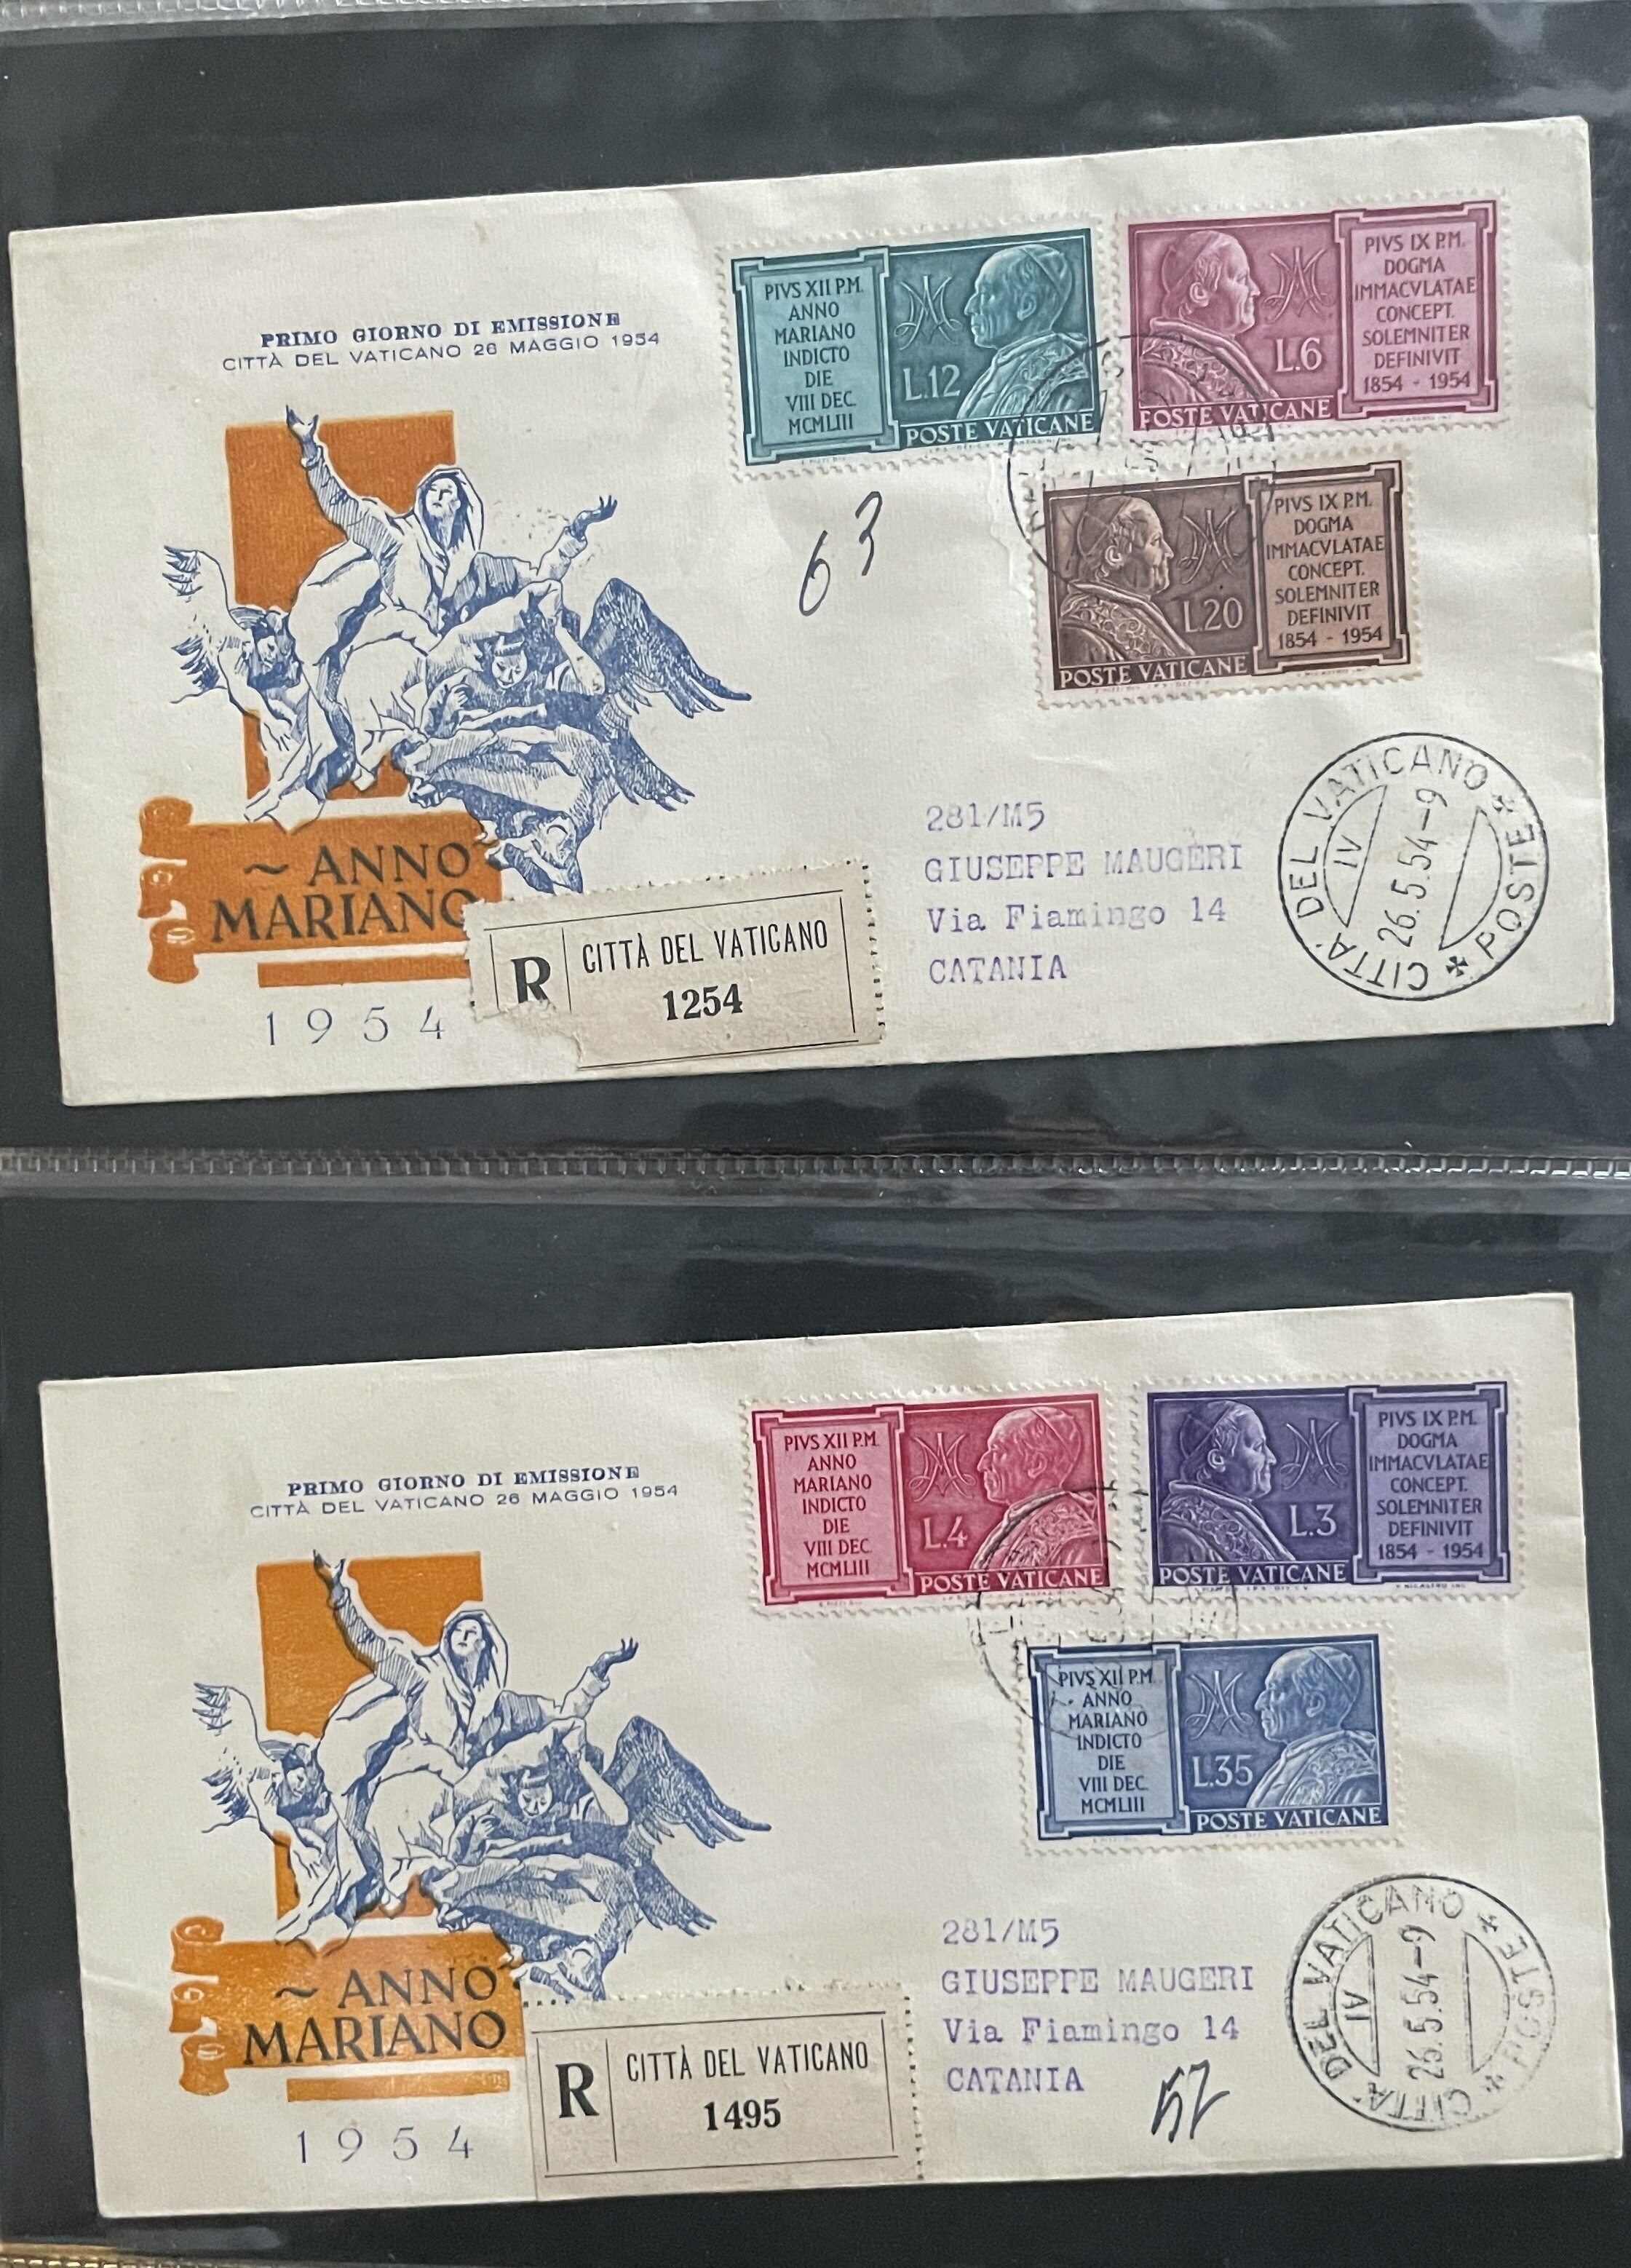 PRIMO GIORNO DI EMISSIONE
CITTÀ DEL VATICANO 26 MAGGIO 1954
PIVS XII P.M.
ANNO
MARIANO
INDICTO
DIE
VIII DEC.
MCMLIII
L.12
POSTE VATICANE
PIVS IX P.M.
DOGMA
IMMACVLATAE
CONCEPT.
SOLEMNITER
DEFINIVIT
1854 - 1954
L.6
POSTE VATICANE
PIVS IX P.M.
DOGMA
IMMACVLATAE
CONCEPT.
SOLEMNITER
DEFINIVIT
1854 - 1954
L.20
POSTE VATICANE
63
~ ANNO
MARIANO
1954
R
CITTÀ DEL VATICANO
1254
281/M5
GIUSEPPE MAUGERI
Via Fiamingo 14
CATANIA
CITTA' DEL VATICANO
POSTE
IV
26.5.54-9
PRIMO GIORNO DI EMISSIONE
CITTÀ DEL VATICANO 26 MAGGIO 1954
PIVS XII P.M.
ANNO
MARIANO
INDICTO
DIE
VIII DEC.
MCMLIII
L.4
POSTE VATICANE
PIVS IX P.M.
DOGMA
IMMACVLATAE
CONCEPT.
SOLEMNITER
DEFINIVIT
1854 - 1954
L.3
POSTE VATICANE
PIVS XII P.M.
ANNO
MARIANO
INDICTO
DIE
VIII DEC.
MCMLIII
L.35
POSTE VATICANE
~ ANNO
MARIANO
1954
R
CITTÀ DEL VATICANO
1495
281/M5
GIUSEPPE MAUGERI
Via Fiamingo 14
CATANIA
52
CITTA' DEL VATICANO
POSTE
IV
26.5.54-9